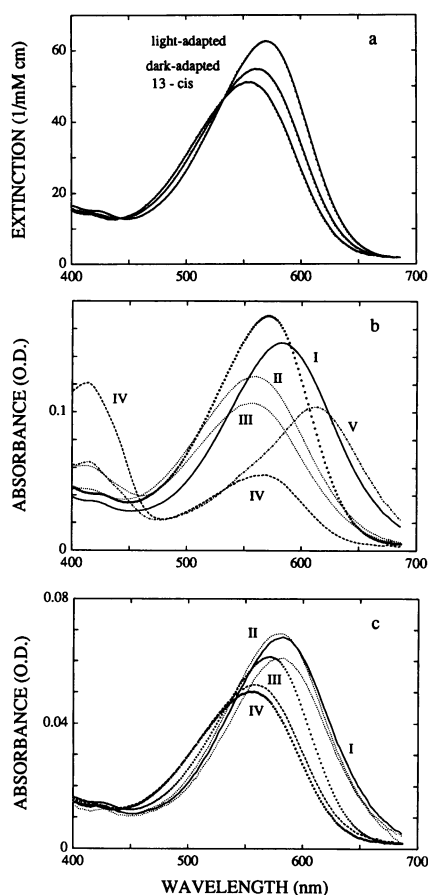 a
60
40
20
0
EXTINCTION (1/mM cm)
light-adapted
dark-adapted
13 - cis
400 500 600 700
b
0.1
0
ABSORBANCE (O.D.)
IV
I
II
III
V
IV
400 500 600 700
c
0.08
0.04
0
ABSORBANCE (O.D.)
II
III
IV
I
400 500 600 700
WAVELENGTH (nm)